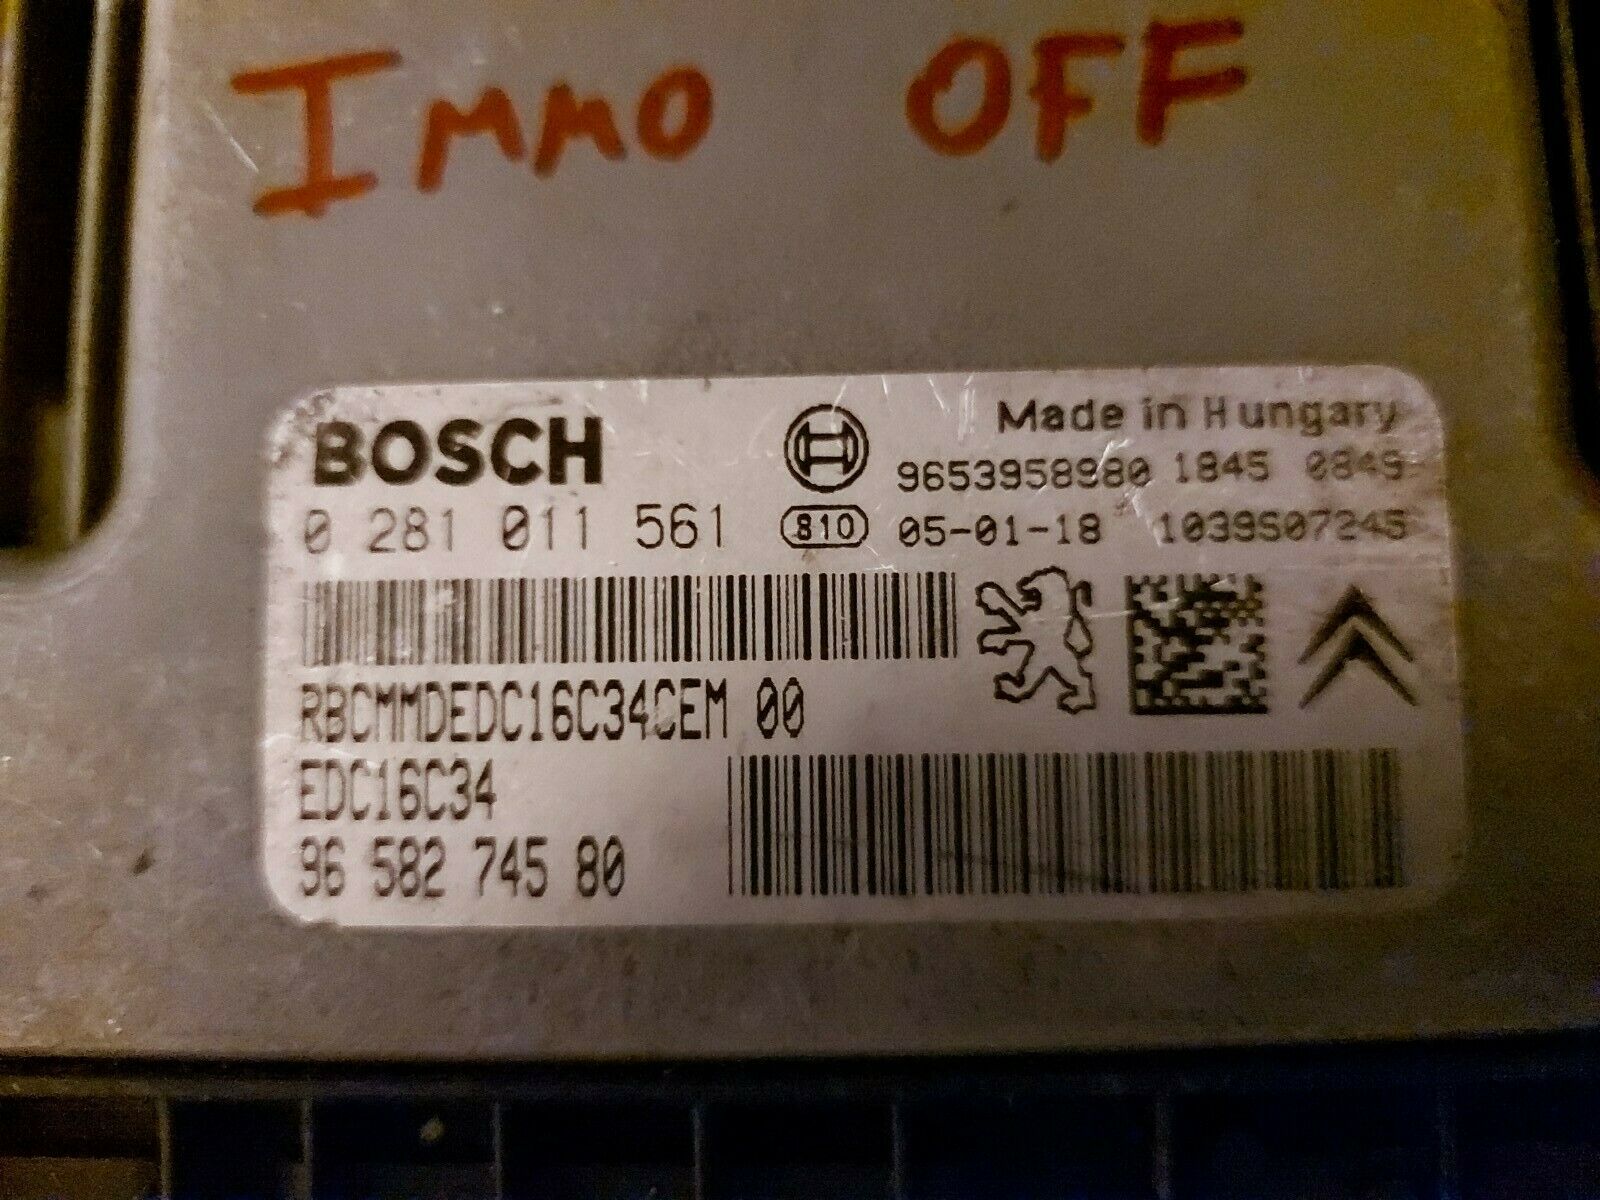 IMMO OFF
BOSCH
Made in Hungary
9653958980 1845 0849
0 281 011 561
810
05-01-18 1039S07245
RBCMMDEDC16C34CEM 00
EDC16C34
96 582 745 80